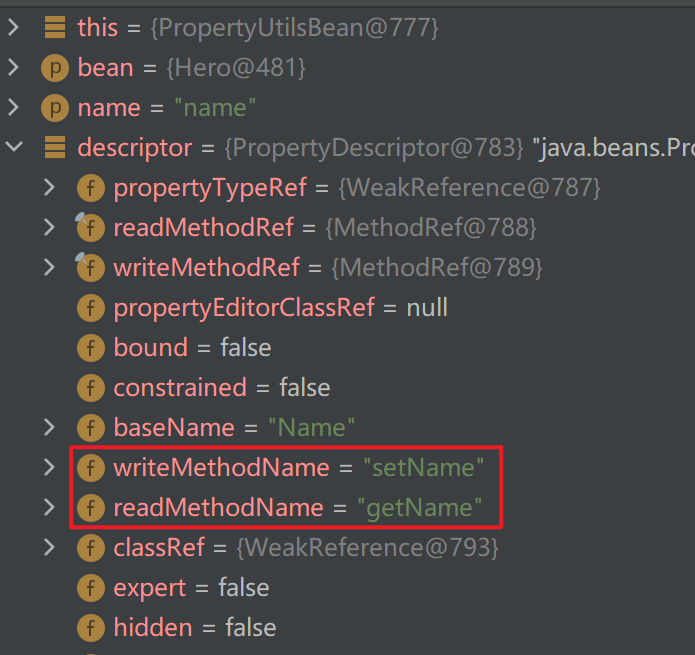 this = {PropertyUtilsBean@777}
p bean = {Hero@481}
p name = "name"
descriptor = {PropertyDescriptor@783} "java.beans.Pro
f propertyTypeRef = {WeakReference@787}
f readMethodRef = {MethodRef@788}
f writeMethodRef = {MethodRef@789}
f propertyEditorClassRef = null
f bound = false
f constrained = false
f baseName = "Name"
f writeMethodName = "setName"
f readMethodName = "getName"
f classRef = {WeakReference@793}
f expert = false
f hidden = false